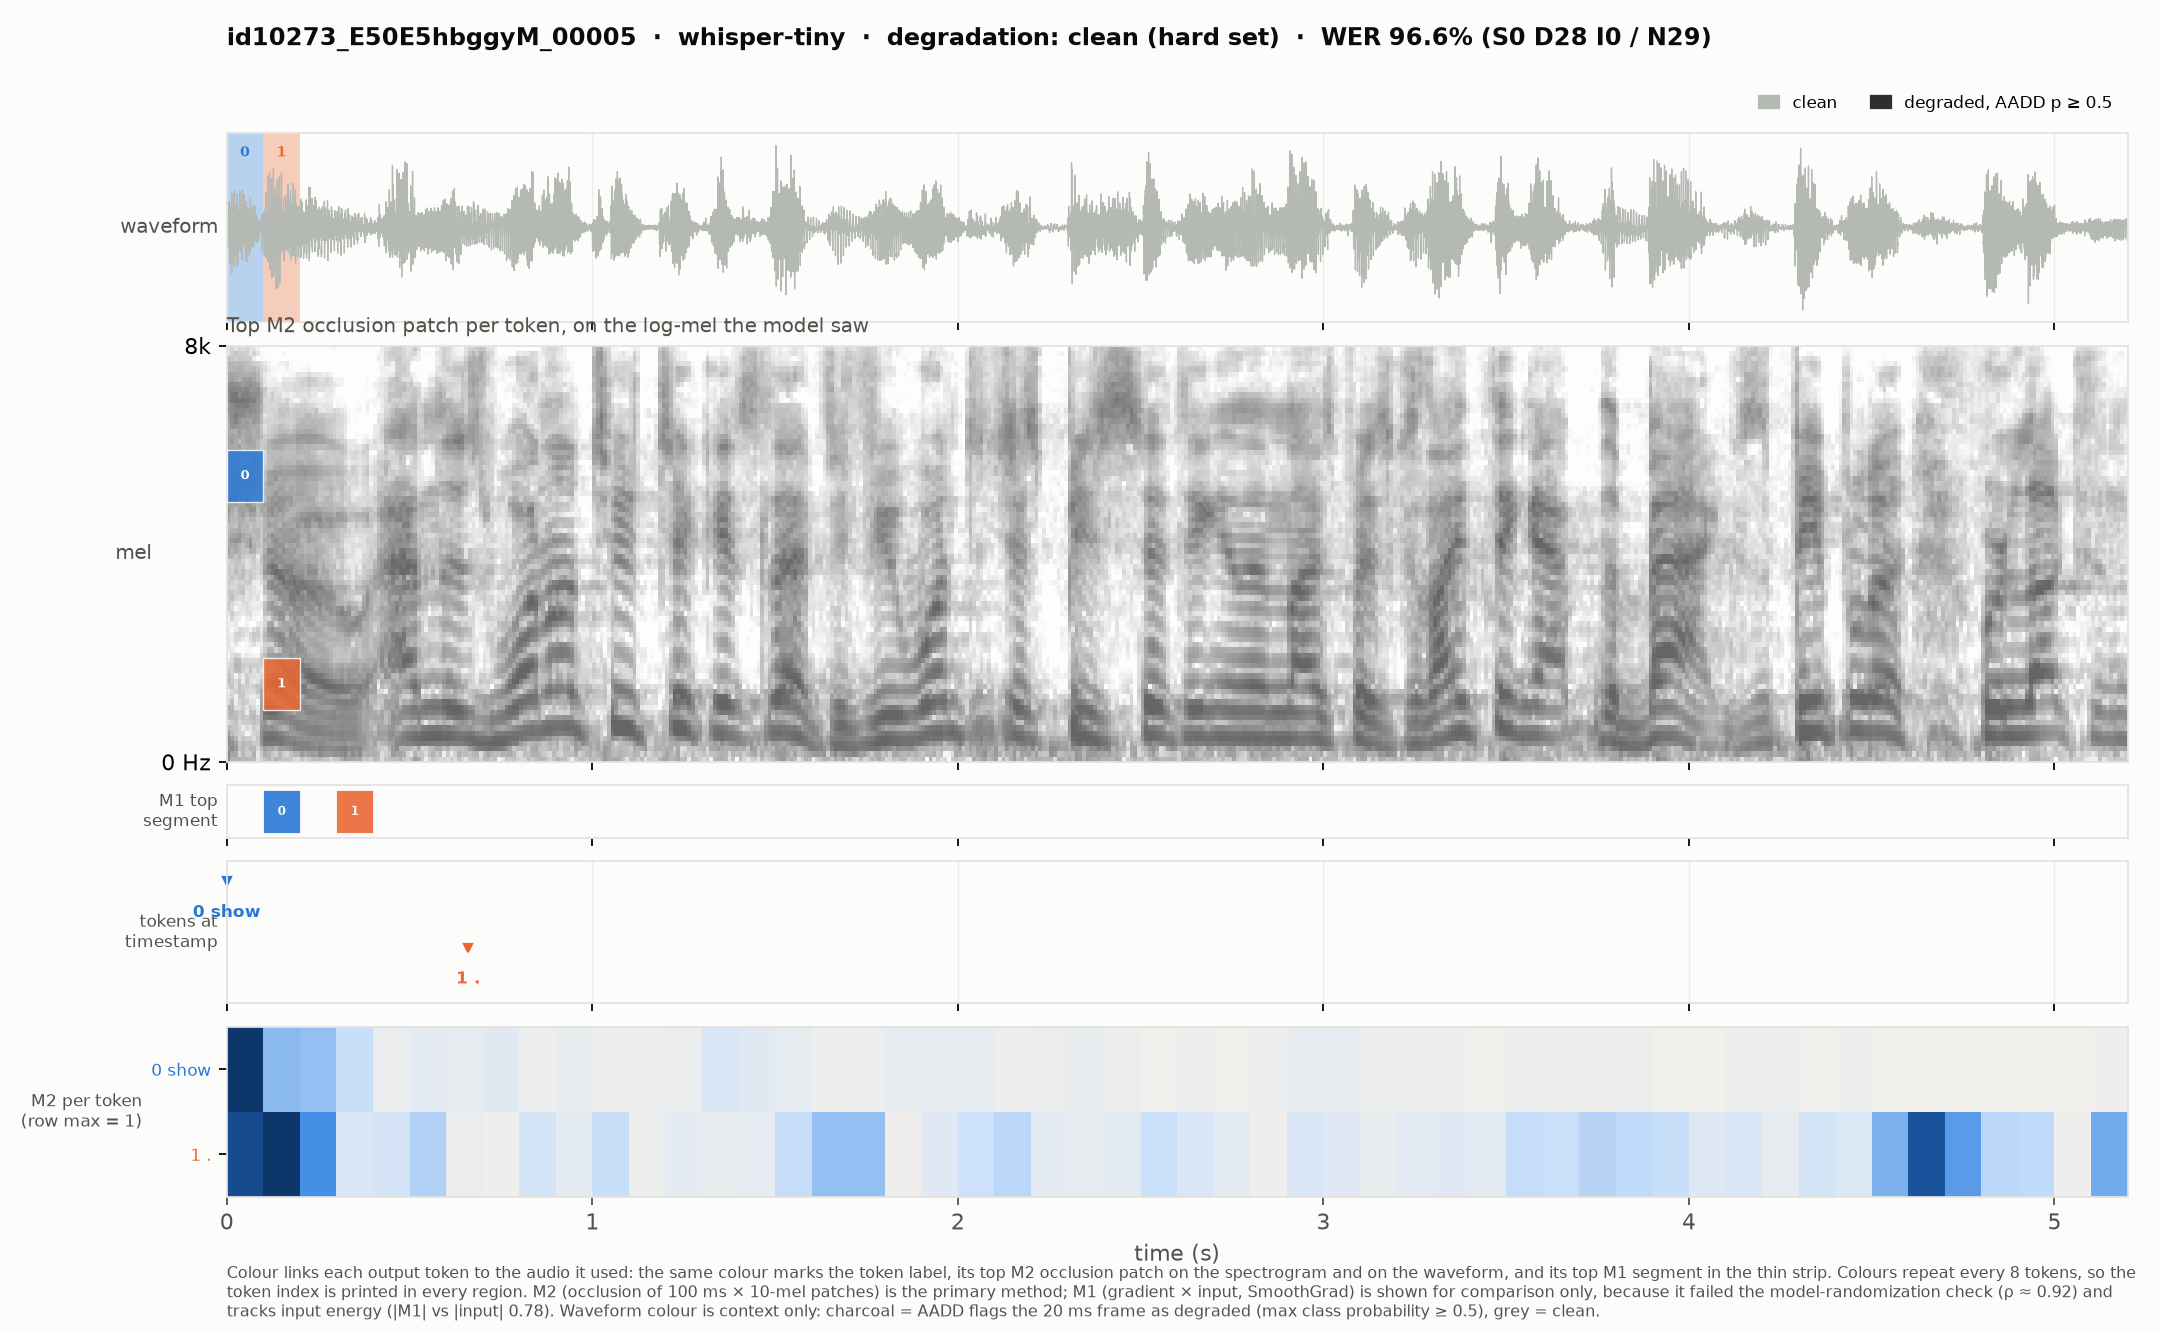 id10273_E50E5hbggyM_00005 · whisper-tiny · degradation: clean (hard set) · WER 96.6% (S0 D28 I0 / N29)
clean
degraded, AADD p ≥ 0.5
0
1
waveform
Top M2 occlusion patch per token, on the log-mel the model saw
8k
0
mel
1
0 Hz
M1 top
segment
0
1
0 show
tokens at
timestamp
1 .
0 show
M2 per token
(row max = 1)
1 .
0
1
2
3
4
5
time (s)
Colour links each output token to the audio it used: the same colour marks the token label, its top M2 occlusion patch on the spectrogram and on the waveform, and its top M1 segment in the thin strip. Colours repeat every 8 tokens, so the
token index is printed in every region. M2 (occlusion of 100 ms × 10-mel patches) is the primary method; M1 (gradient × input, SmoothGrad) is shown for comparison only, because it failed the model-randomization check (ρ ≈ 0.92) and
tracks input energy (|M1| vs |input| 0.78). Waveform colour is context only: charcoal = AADD flags the 20 ms frame as degraded (max class probability ≥ 0.5), grey = clean.